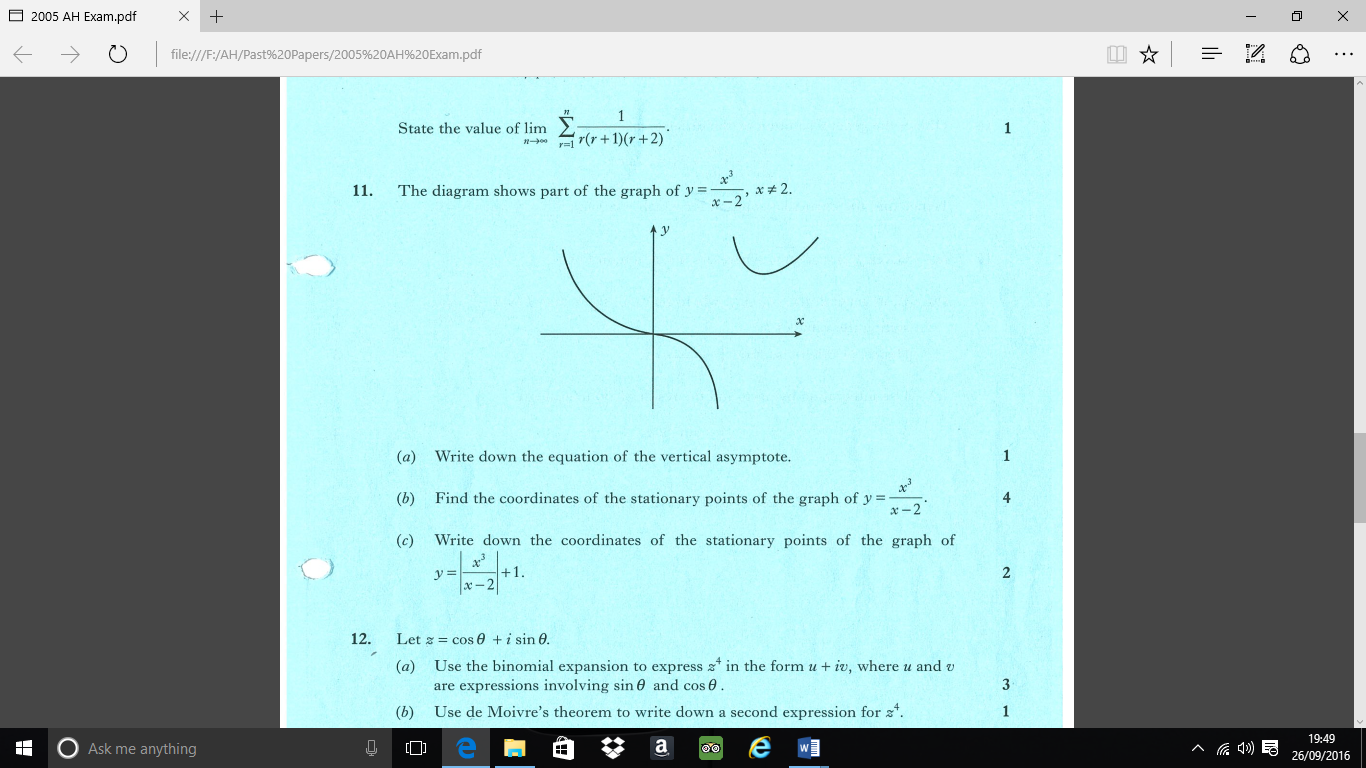 2005 AH Exam.pdf
file:///F:/AH/Past%20Papers/2005%20AH%20Exam.pdf
State the value of lim n→∞ n Σ r=1 1 / r(r + 1)(r + 2) . 1
11. The diagram shows part of the graph of y = x³ / x − 2 , x ≠ 2.
y
x
(a) Write down the equation of the vertical asymptote. 1
(b) Find the coordinates of the stationary points of the graph of y = x³ / x − 2 . 4
(c) Write down the coordinates of the stationary points of the graph of
y = | x³ / x − 2 | + 1. 2
12. Let z = cos θ + i sin θ.
(a) Use the binomial expansion to express z⁴ in the form u + iv, where u and v
are expressions involving sin θ and cos θ . 3
(b) Use de Moivre's theorem to write down a second expression for z⁴. 1
Ask me anything
19:49
26/09/2016